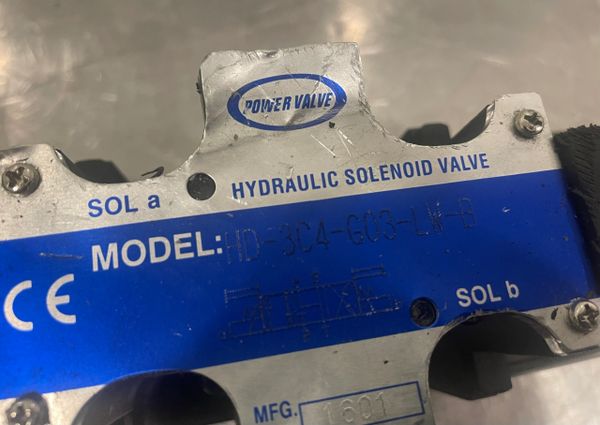 POWER VALVE
HYDRAULIC SOLENOID VALVE
SOL a
MODEL: HD-3C4-G03-LW-B
CE
SOL b
MFG. 1601